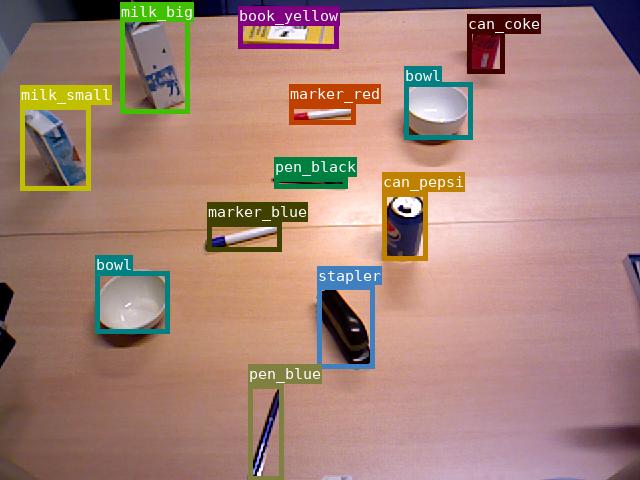 milk_big
book_yellow
can_coke
milk_small
marker_red
bowl
pen_black
can_pepsi
marker_blue
bowl
stapler
pen_blue